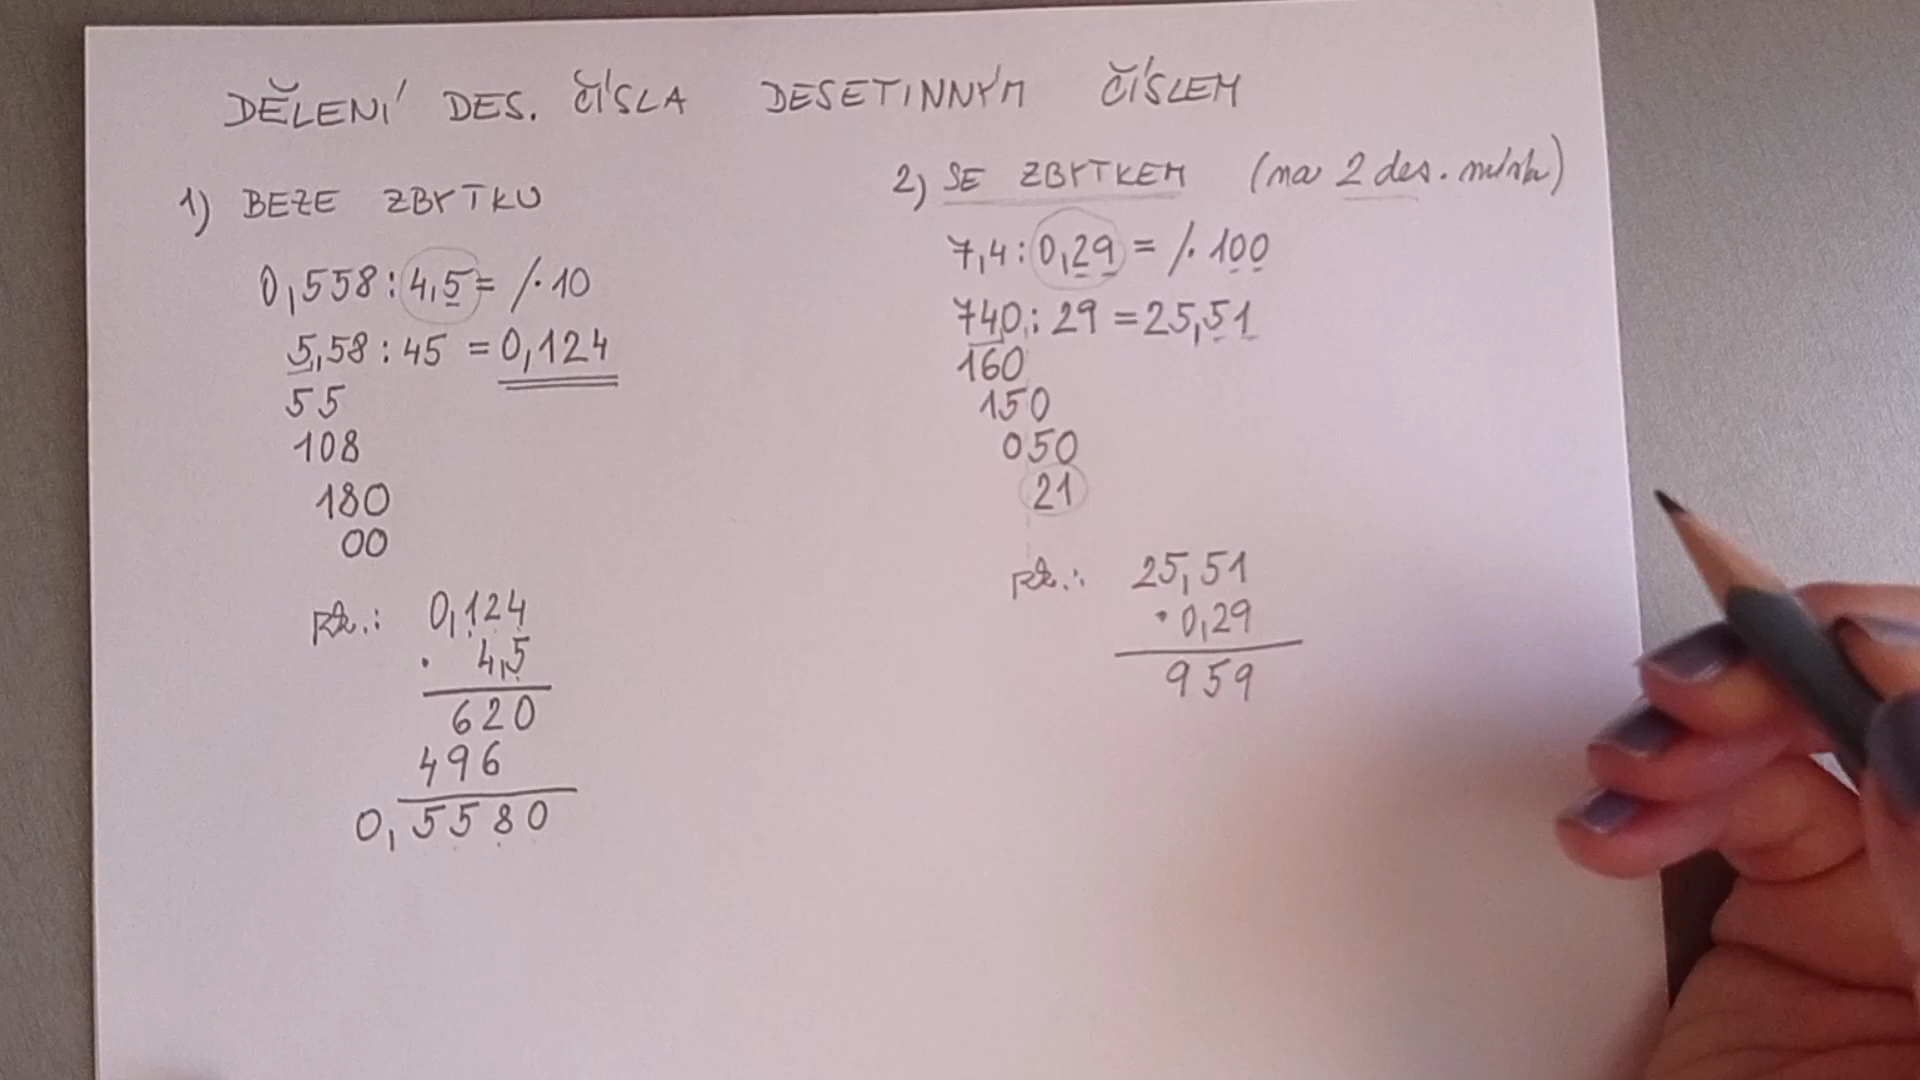 DĚLENÍ DES. ČÍSLA DESETINNÝM ČÍSLEM
1) BEZE ZBYTKU
0,558 : 4,5 = /· 10
5,58 : 45 = 0,124
55
108
180
00
Zk.: 0,124
· 4,5
620
496
0,5580
2) SE ZBYTKEM (na 2 des. místa)
7,4 : 0,29 = /· 100
740 : 29 = 25,51
160
150
050
21
Zk.: 25,51
· 0,29
959